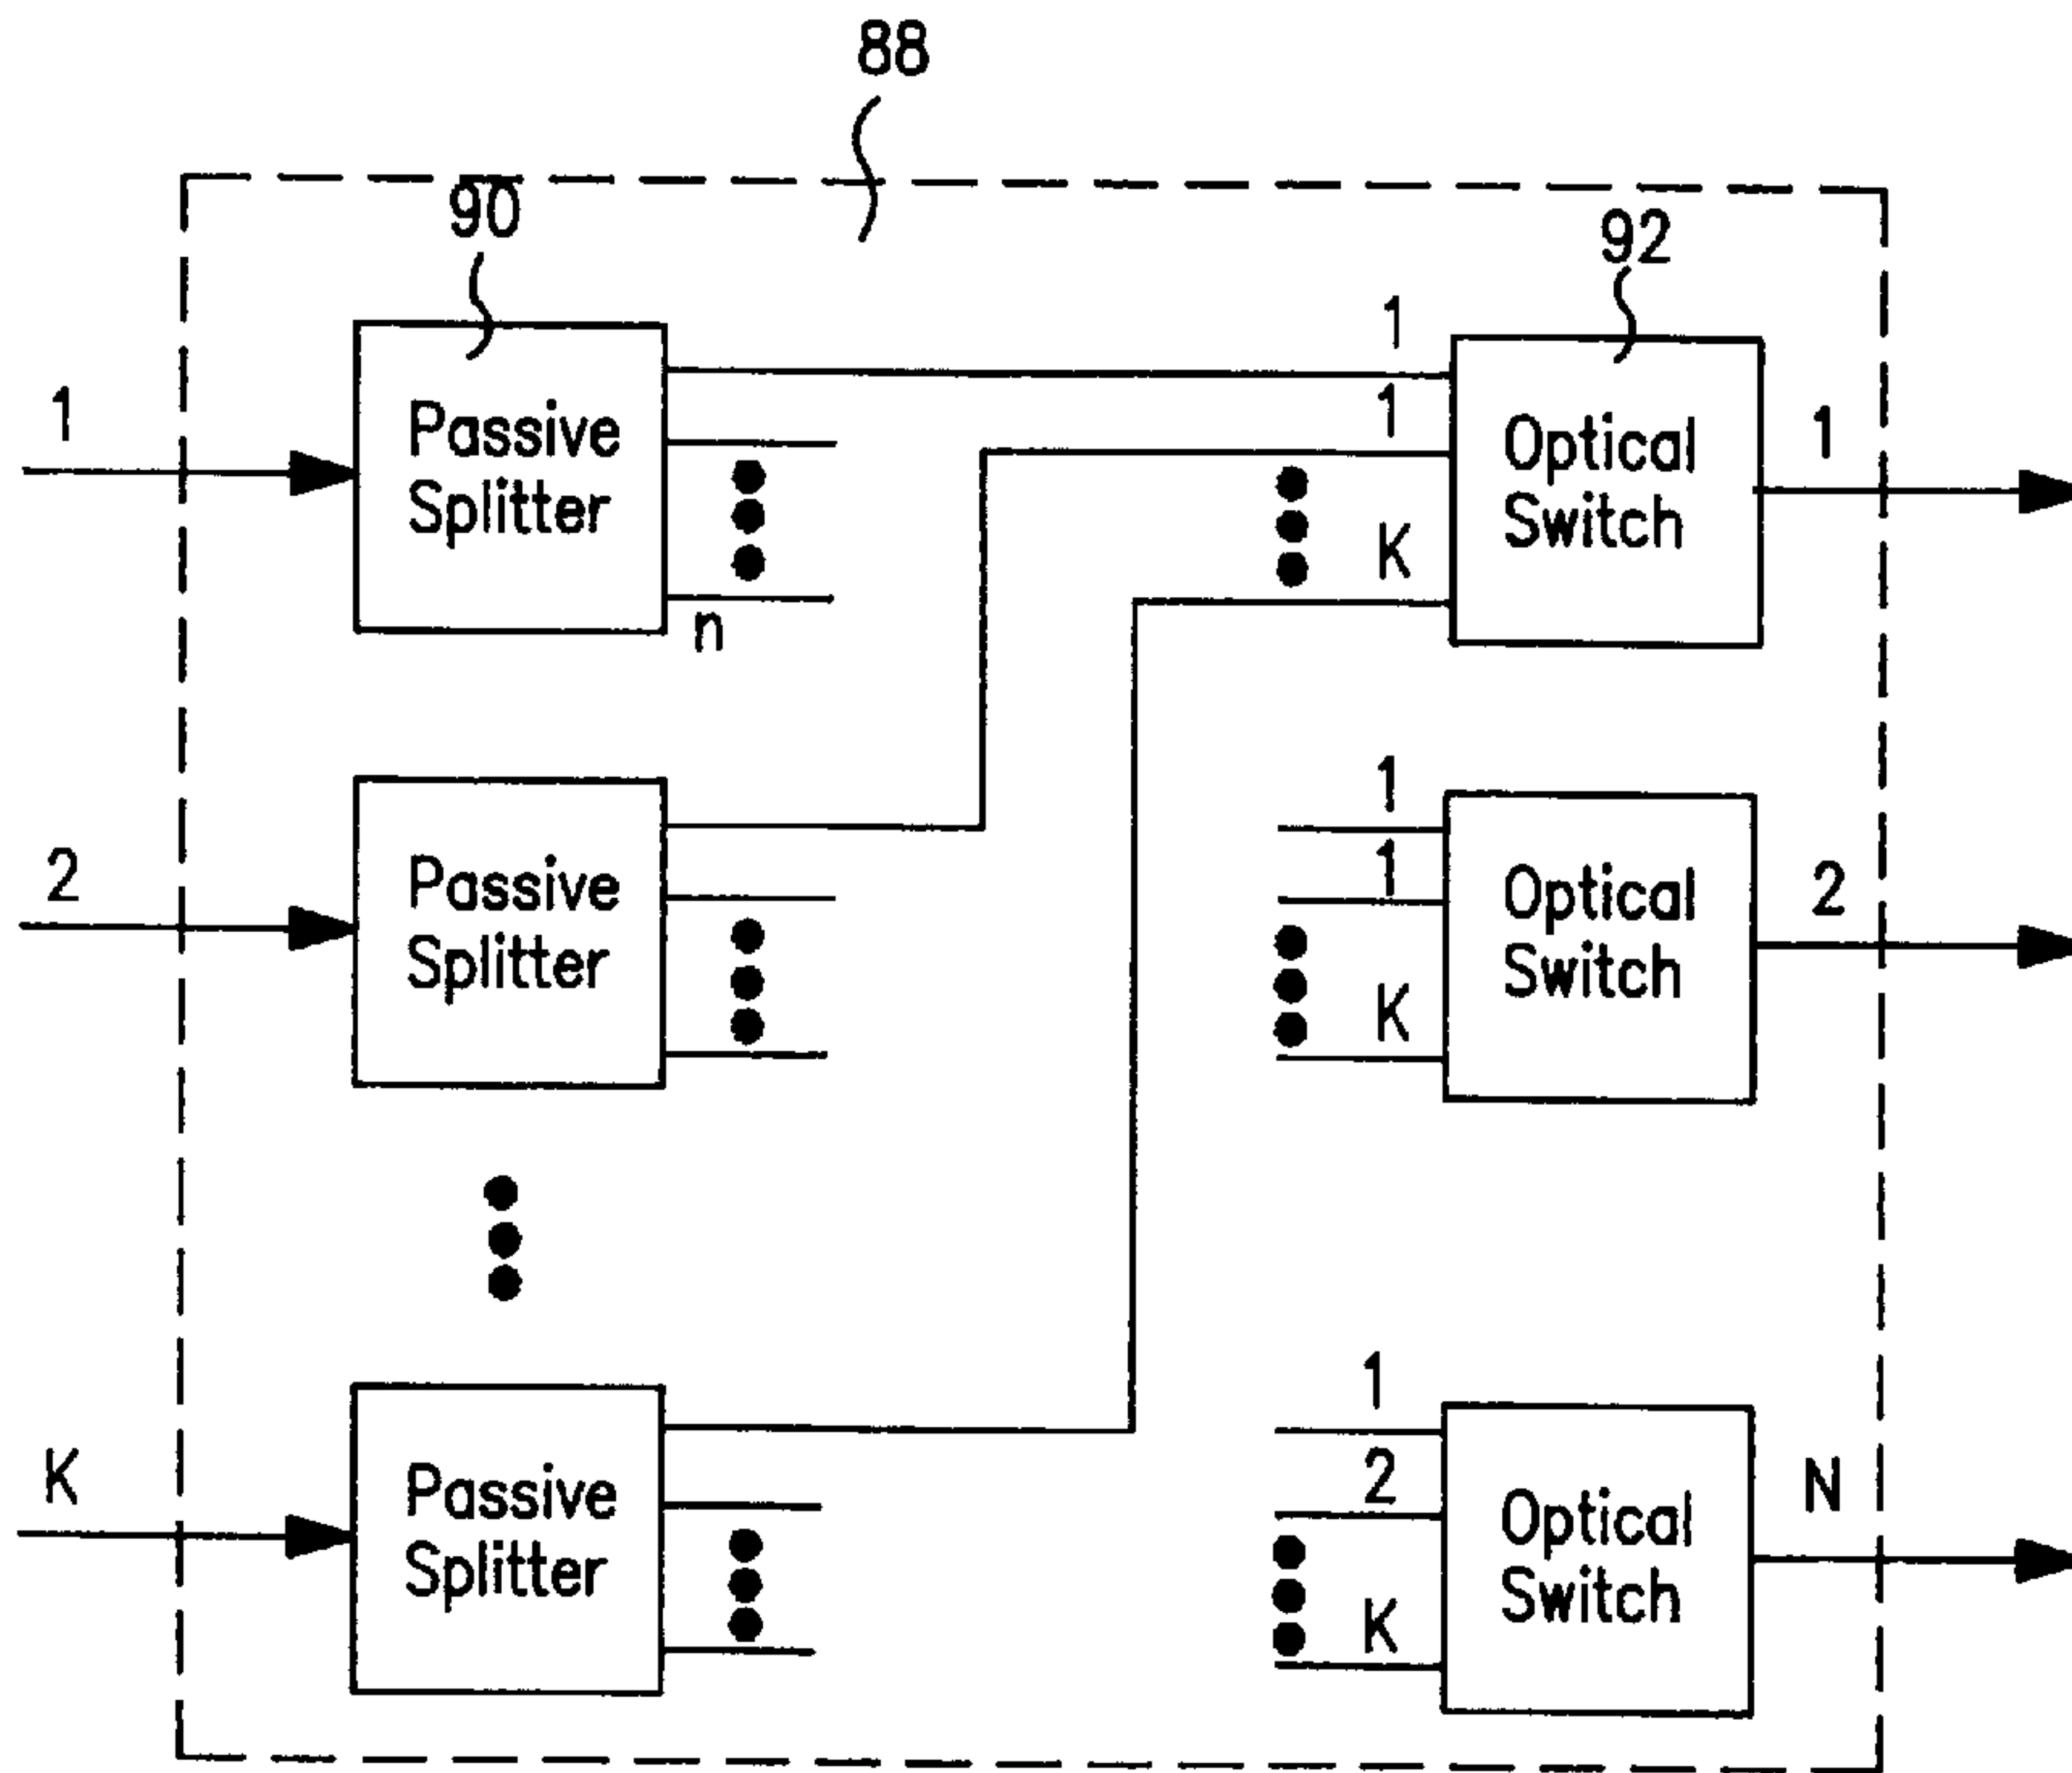 88
90
92
1
1
1
Passive
Splitter
Optical
Switch
1
K
n
2
1
1
Passive
Splitter
Optical
Switch
2
K
K
1
2
Passive
Splitter
Optical
Switch
N
K